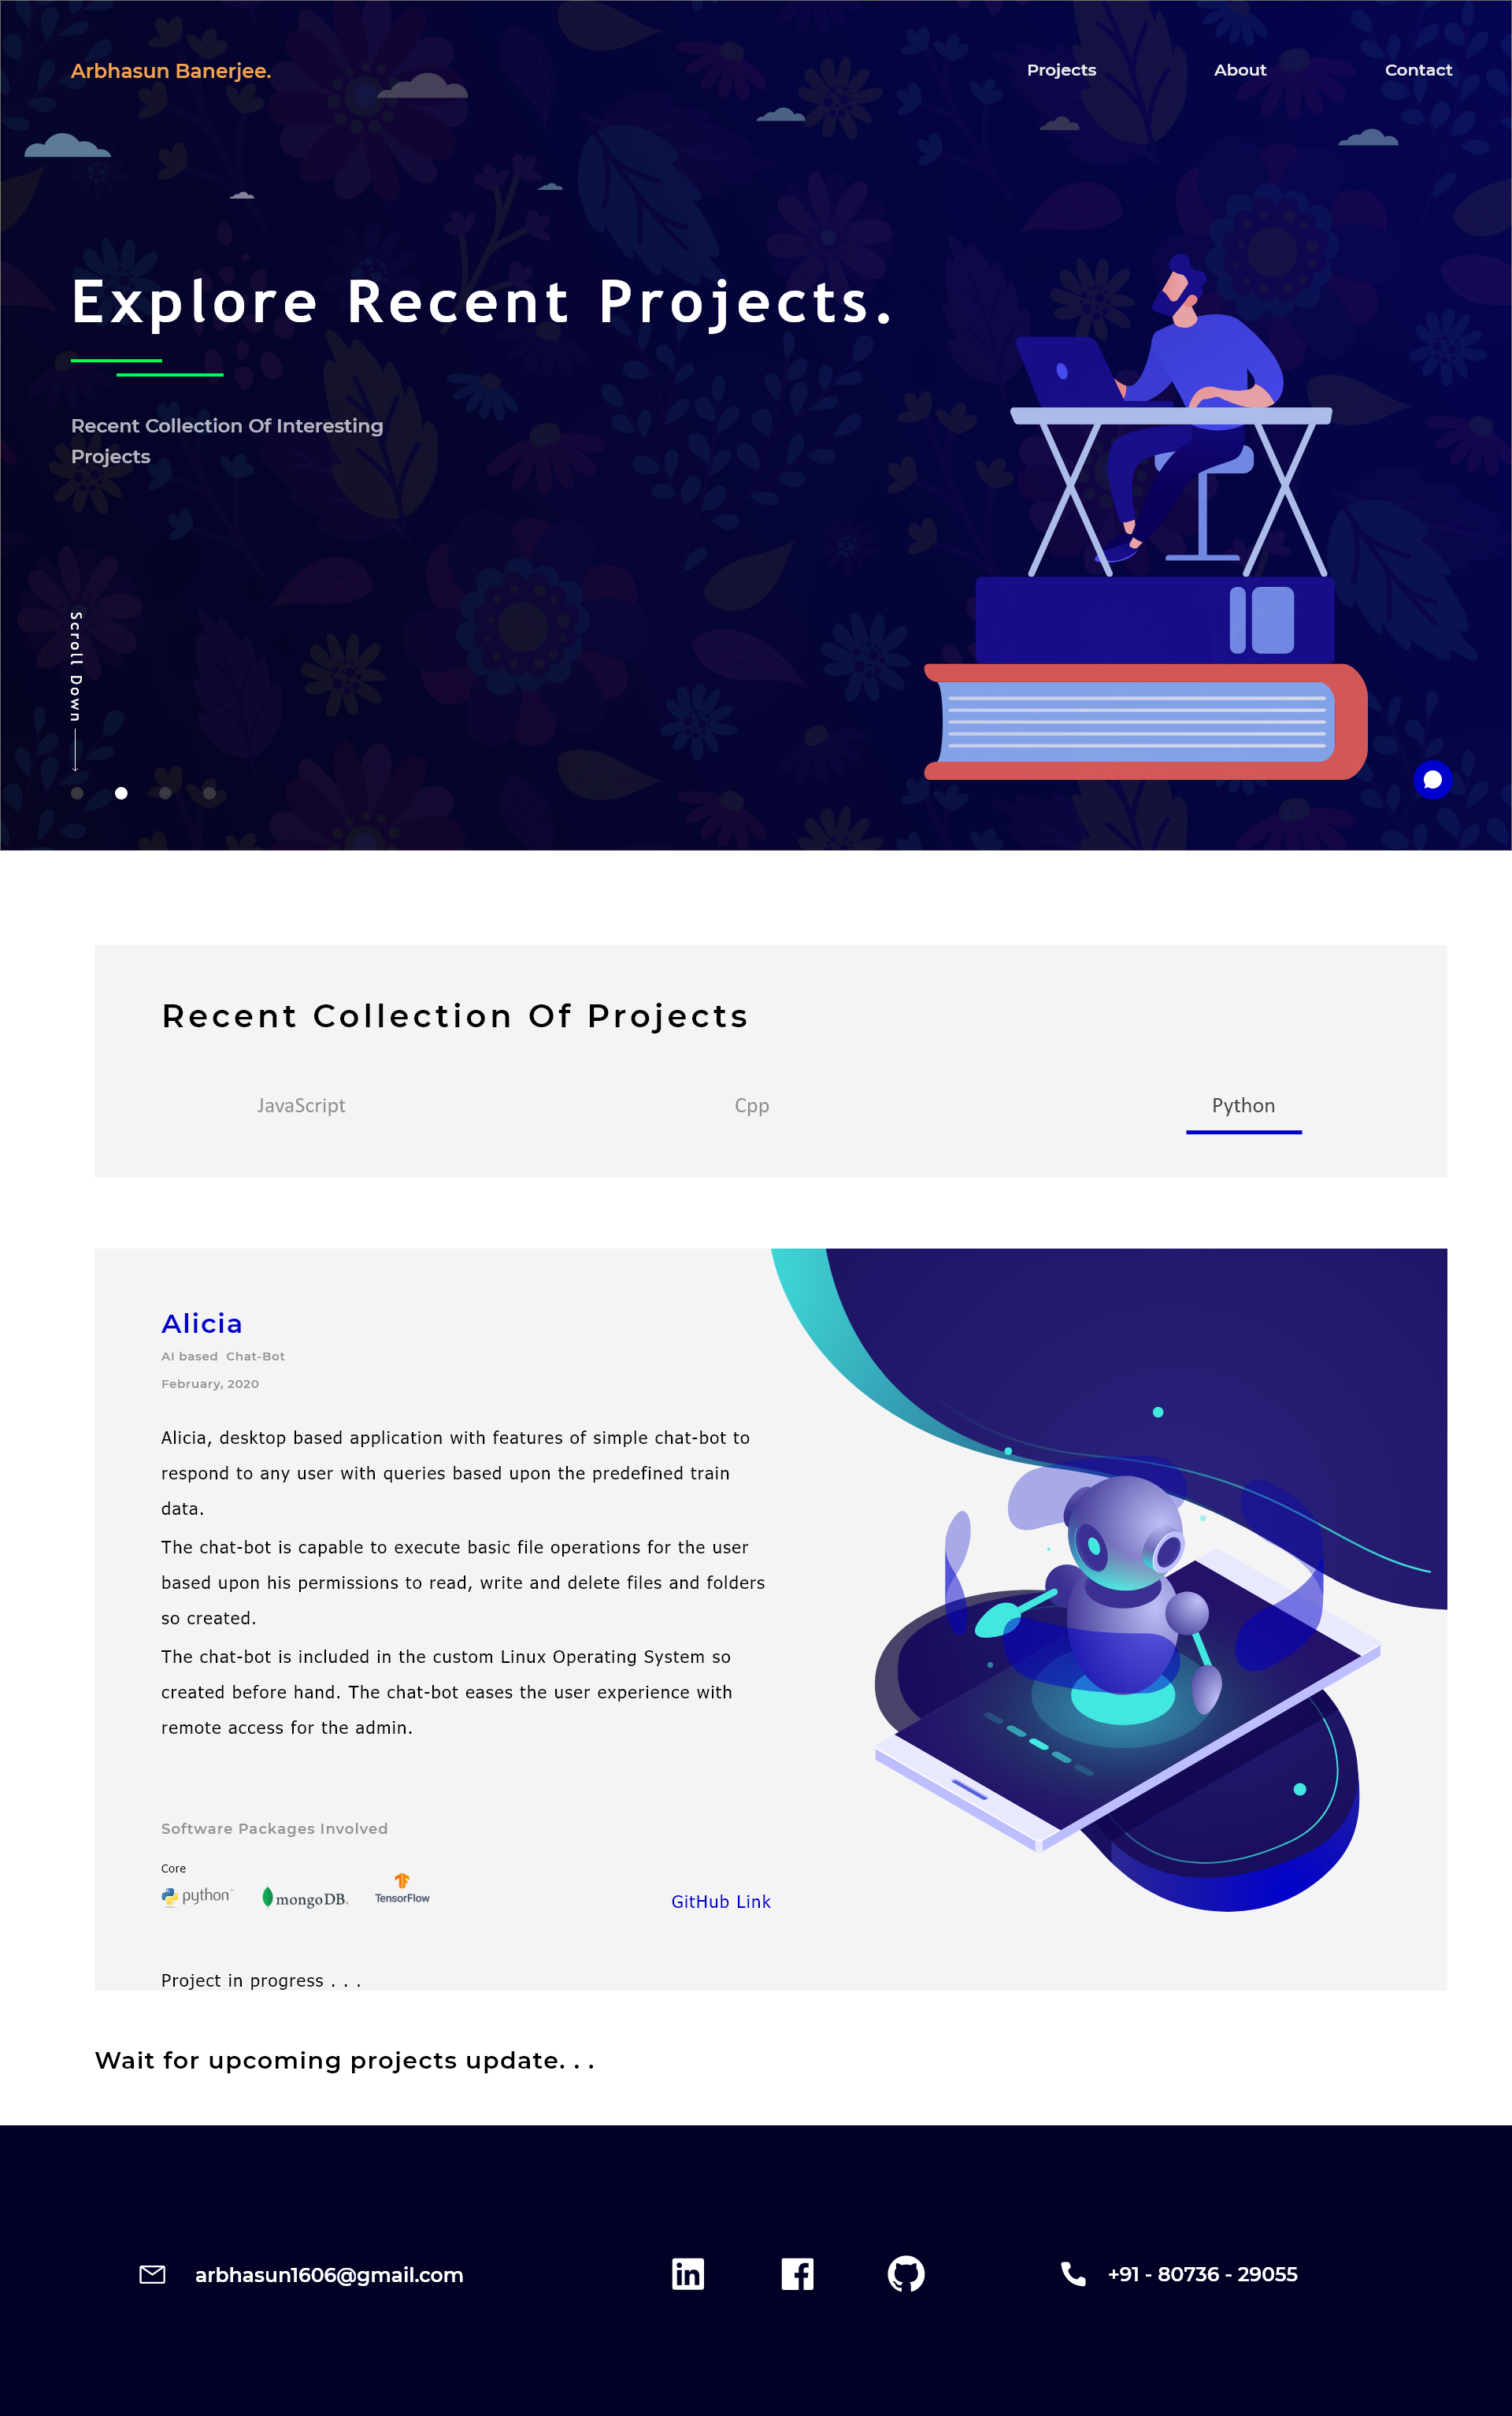 Arbhasun Banerjee.
Projects
About
Contact
Explore Recent Projects.
Recent Collection Of Interesting
Projects
Scroll Down
Recent Collection Of Projects
JavaScript
Cpp
Python
Alicia
AI based Chat-Bot
February, 2020
Alicia, desktop based application with features of simple chat-bot to
respond to any user with queries based upon the predefined train
data.
The chat-bot is capable to execute basic file operations for the user
based upon his permissions to read, write and delete files and folders
so created.
The chat-bot is included in the custom Linux Operating System so
created before hand. The chat-bot eases the user experience with
remote access for the admin.
Software Packages Involved
Core
python
mongoDB.
TensorFlow
GitHub Link
Project in progress . . .
Wait for upcoming projects update. . .
arbhasun1606@gmail.com
+91 - 80736 - 29055